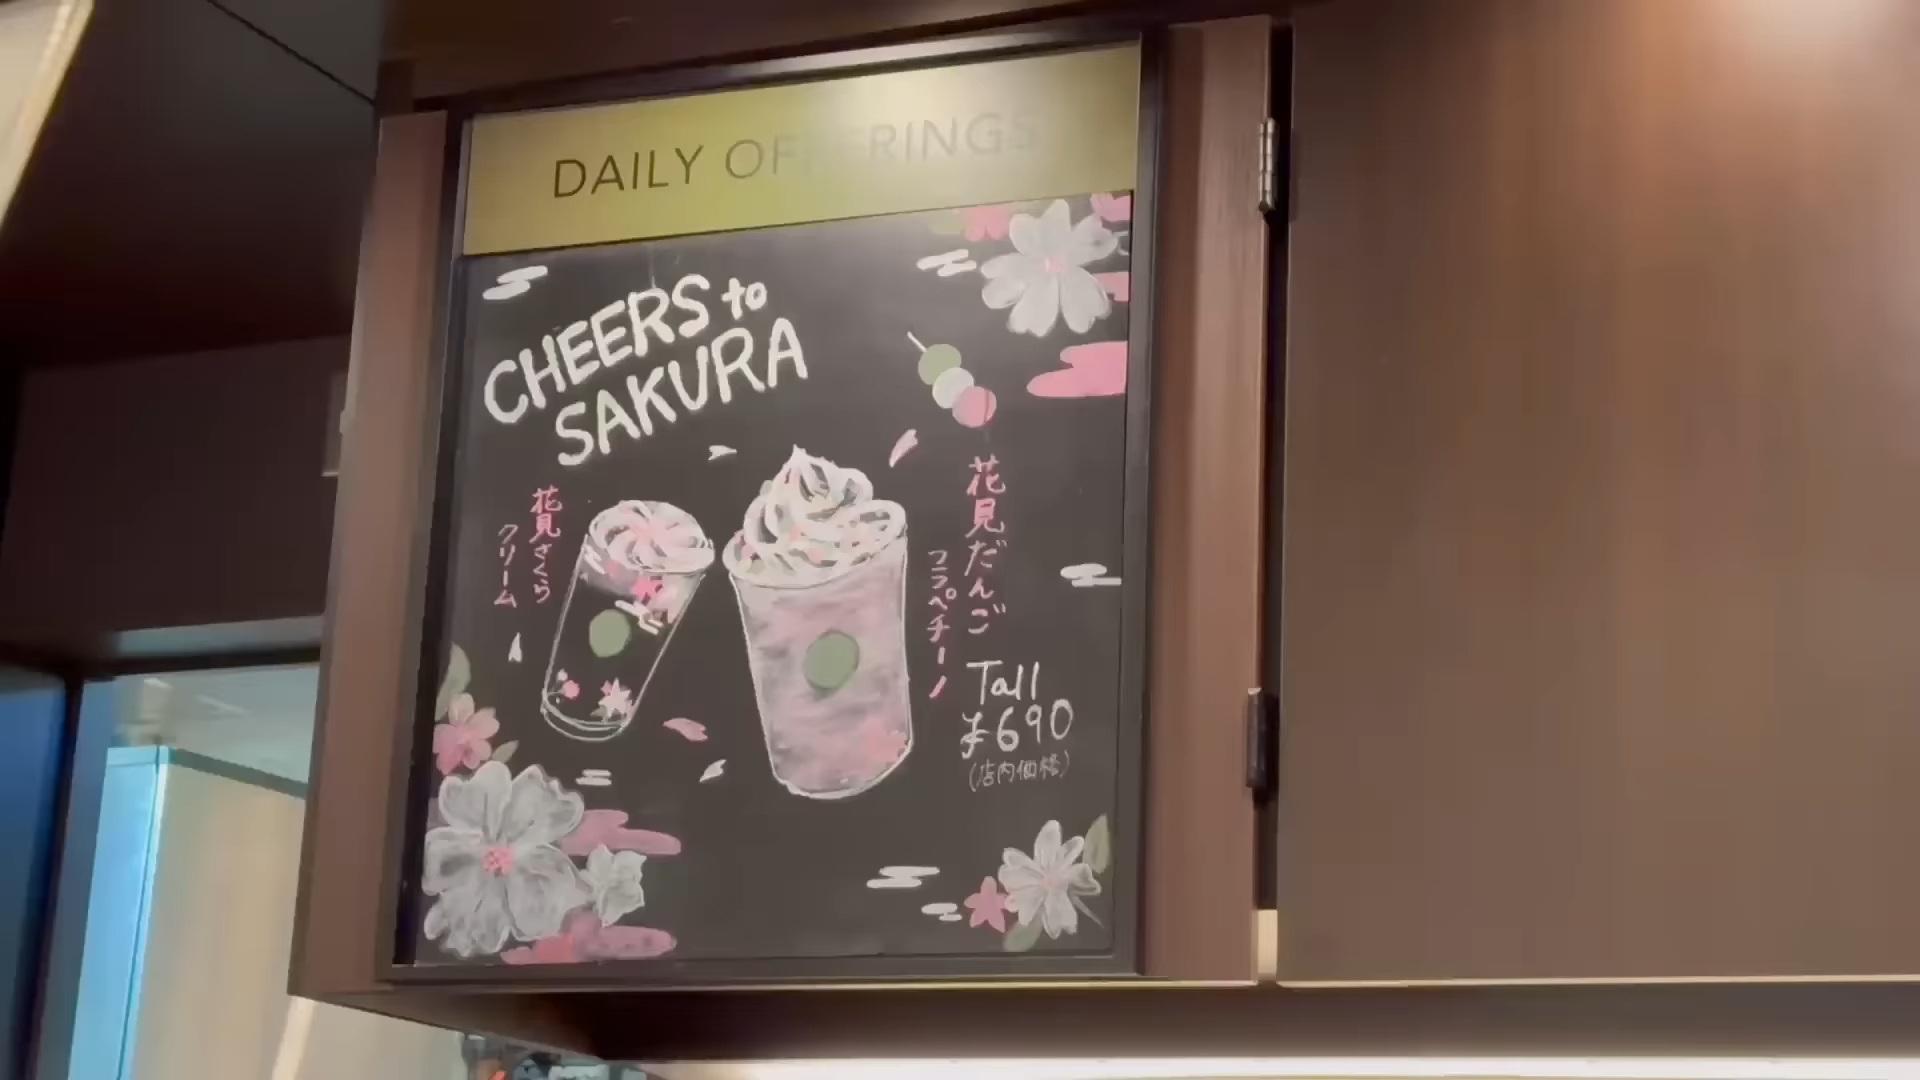 DAILY OFFERINGS
CHEERS to
SAKURA
花見さくら
クリーム
花見だんご
フラペチーノ
Tall
¥690
(店内価格)